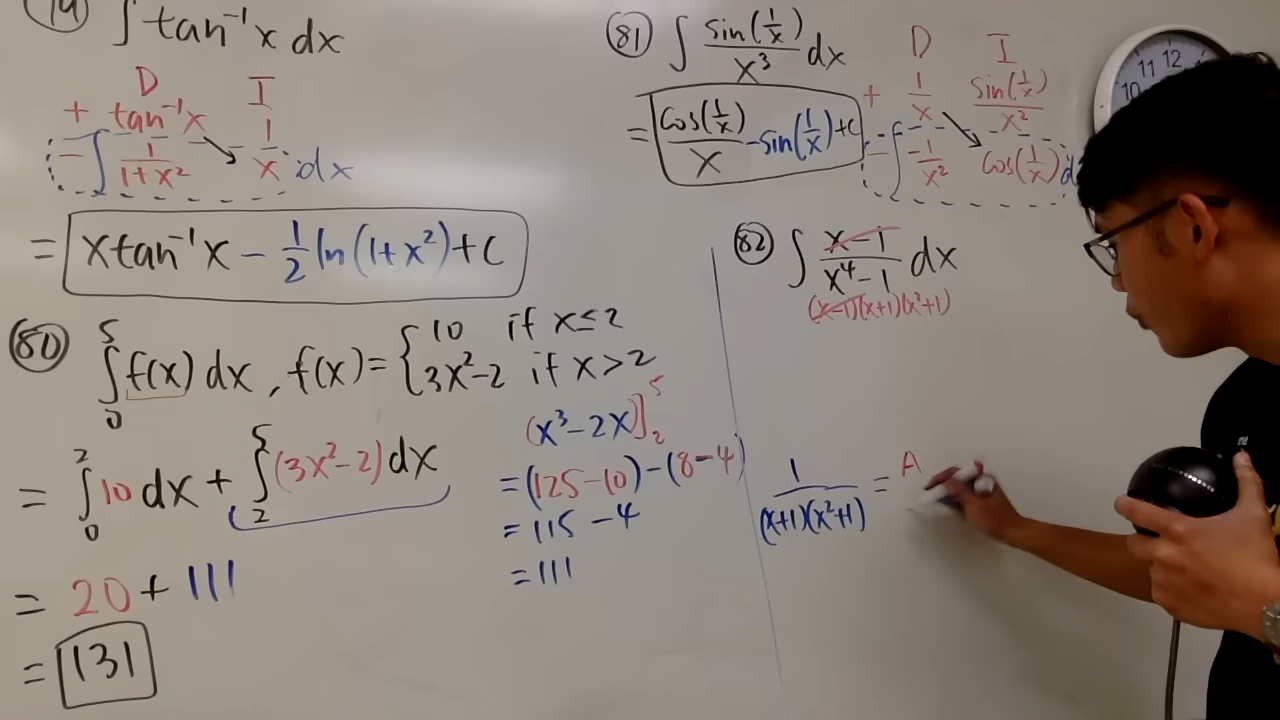 79 ∫ tan⁻¹x dx
D I
+ tan⁻¹x 1
- ∫ 1/(1+x²) x dx
= x tan⁻¹x - 1/2 ln(1+x²) + C
80 ∫₀⁵ f(x) dx, f(x) = { 10 if x≤2
3x²-2 if x>2
= ∫₀² 10 dx + ∫₂⁵ (3x²-2) dx
= 20 + 111
= 131
(x³-2x)]₂⁵
= (125-10)-(8-4)
= 115 - 4
= 111
81 ∫ sin(1/x)/x³ dx
= cos(1/x)/x - sin(1/x) + C
D I
+ 1/x sin(1/x)/x²
- ∫ -1/x² cos(1/x) d
82 ∫ (x-1)/(x⁴-1) dx
(x-1)(x+1)(x²+1)
1/((x+1)(x²+1)) = A
11 12
10